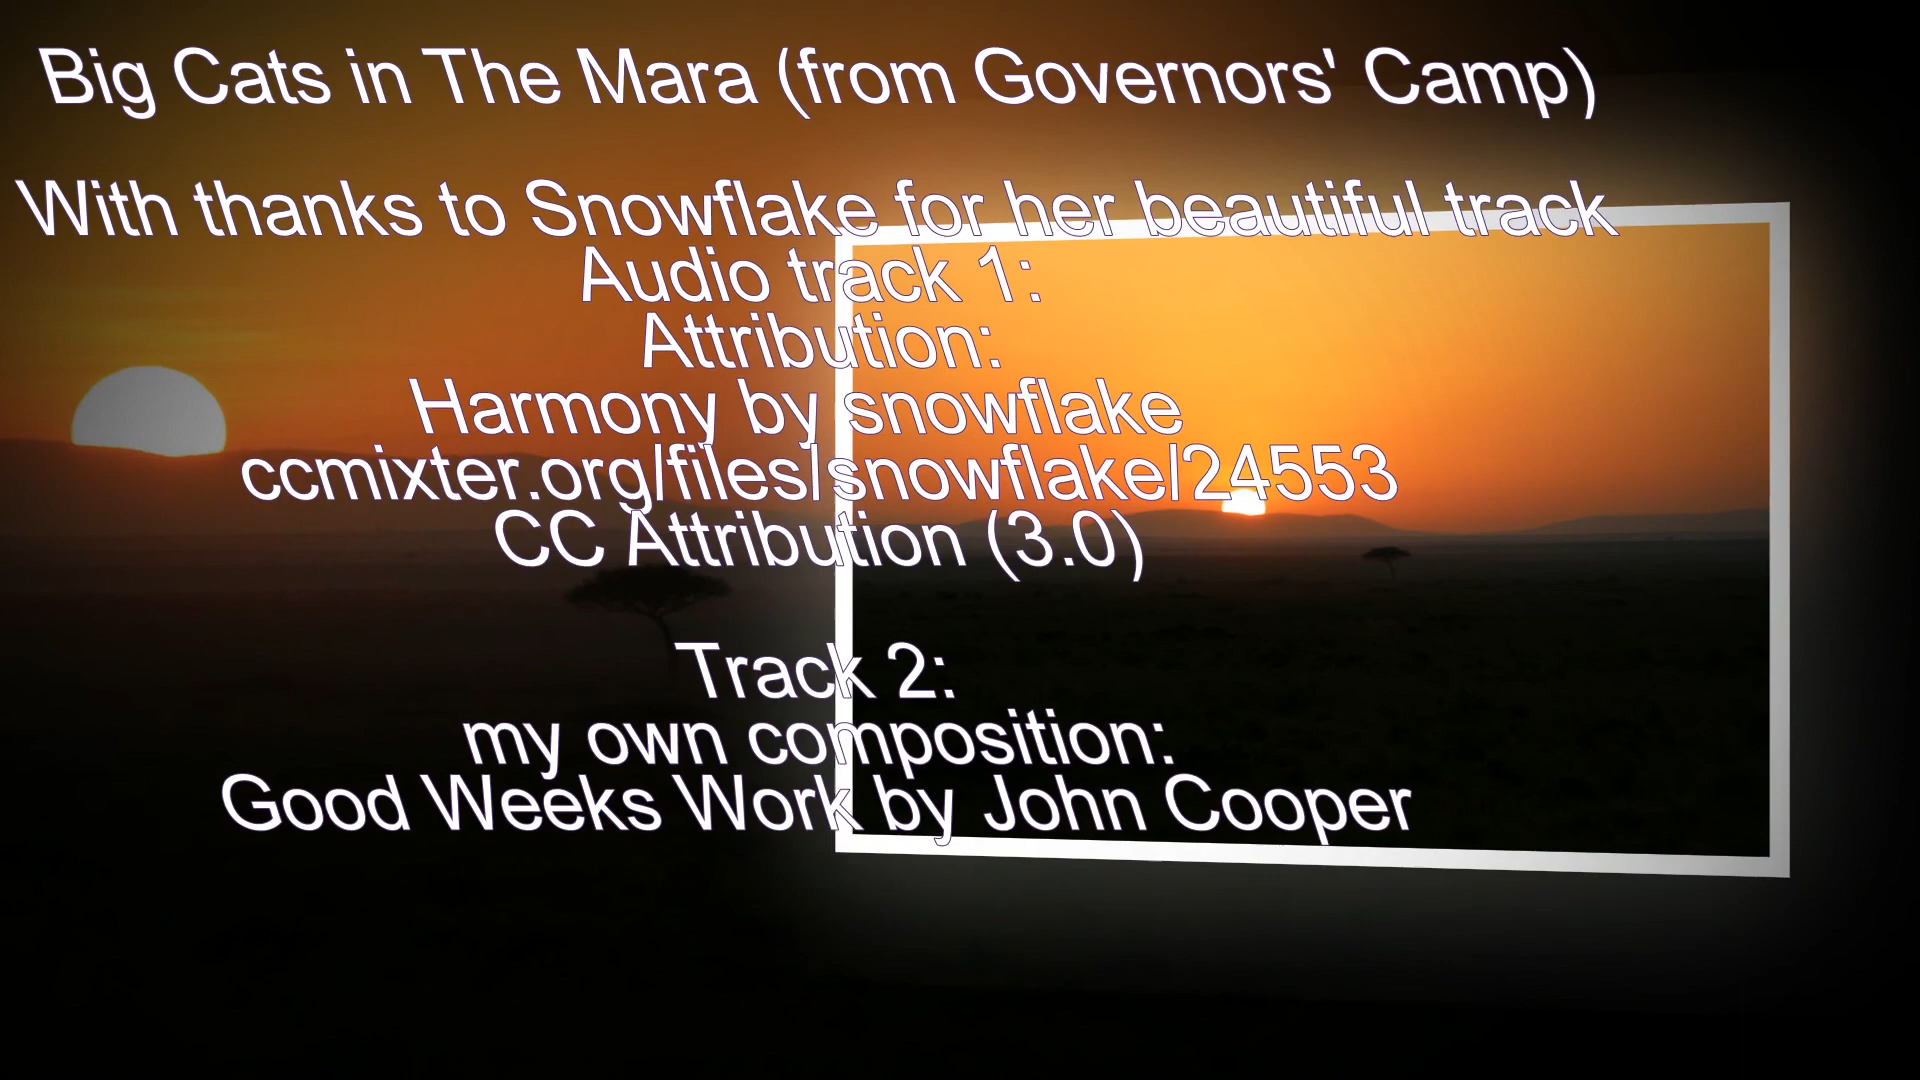 Big Cats in The Mara (from Governors' Camp)
With thanks to Snowflake for her beautiful track
Audio track 1:
Attribution:
Harmony by snowflake
ccmixter.org/files/snowflake/24553
CC Attribution (3.0)
Track 2:
my own composition:
Good Weeks Work by John Cooper